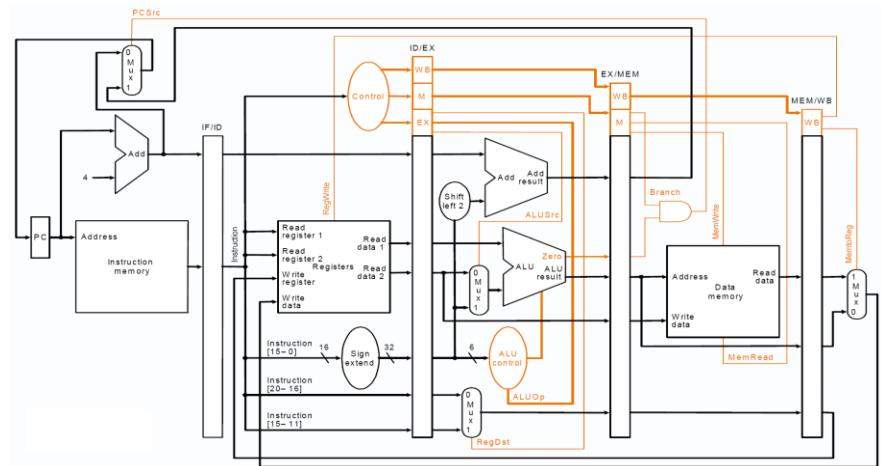 PCSrc
0
M
u
x
1
ID/EX
WB
M
EX
Control
EX/MEM
WB
M
MEM/WB
WB
IF/ID
Add
4
RegWrite
Shift
left 2
Add
Add
result
ALUSrc
Branch
MemWrite
MemtoReg
PC
Address
Instruction
memory
Instruction
Read
register 1
Read
register 2
Write
register
Write
data
Registers
Read
data 1
Read
data 2
0
M
u
x
1
ALU
Zero
ALU
result
Address
Write
data
Read
data
Data
memory
MemRead
1
M
u
x
0
Instruction
[15–0]
16
Sign
extend
32
6
ALU
control
ALUOp
Instruction
[20–16]
Instruction
[15–11]
0
M
u
x
1
RegDst